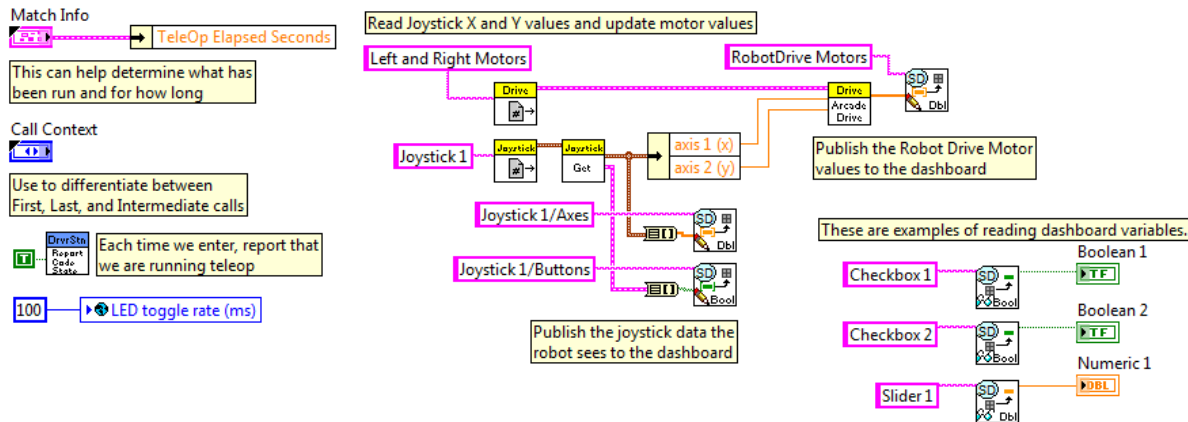 Match Info
TeleOp Elapsed Seconds
This can help determine what has
been run and for how long
Call Context
Use to differentiate between
First, Last, and Intermediate calls
T
DrvrStn
Report
Code
State
Each time we enter, report that
we are running teleop
100
LED toggle rate (ms)
Read Joystick X and Y values and update motor values
Left and Right Motors
RobotDrive Motors
Drive
#
Drive
Arcade
Drive
SD
Dbl
Joystick 1
Joystick
#
Joystick
Get
axis 1 (x)
axis 2 (y)
Publish the Robot Drive Motor
values to the dashboard
Joystick 1/Axes
SD
Dbl
Joystick 1/Buttons
SD
Bool
Publish the joystick data the
robot sees to the dashboard
These are examples of reading dashboard variables.
Boolean 1
Checkbox 1
SD
Bool
TF
Boolean 2
Checkbox 2
SD
Bool
TF
Numeric 1
Slider 1
SD
Dbl
DBL